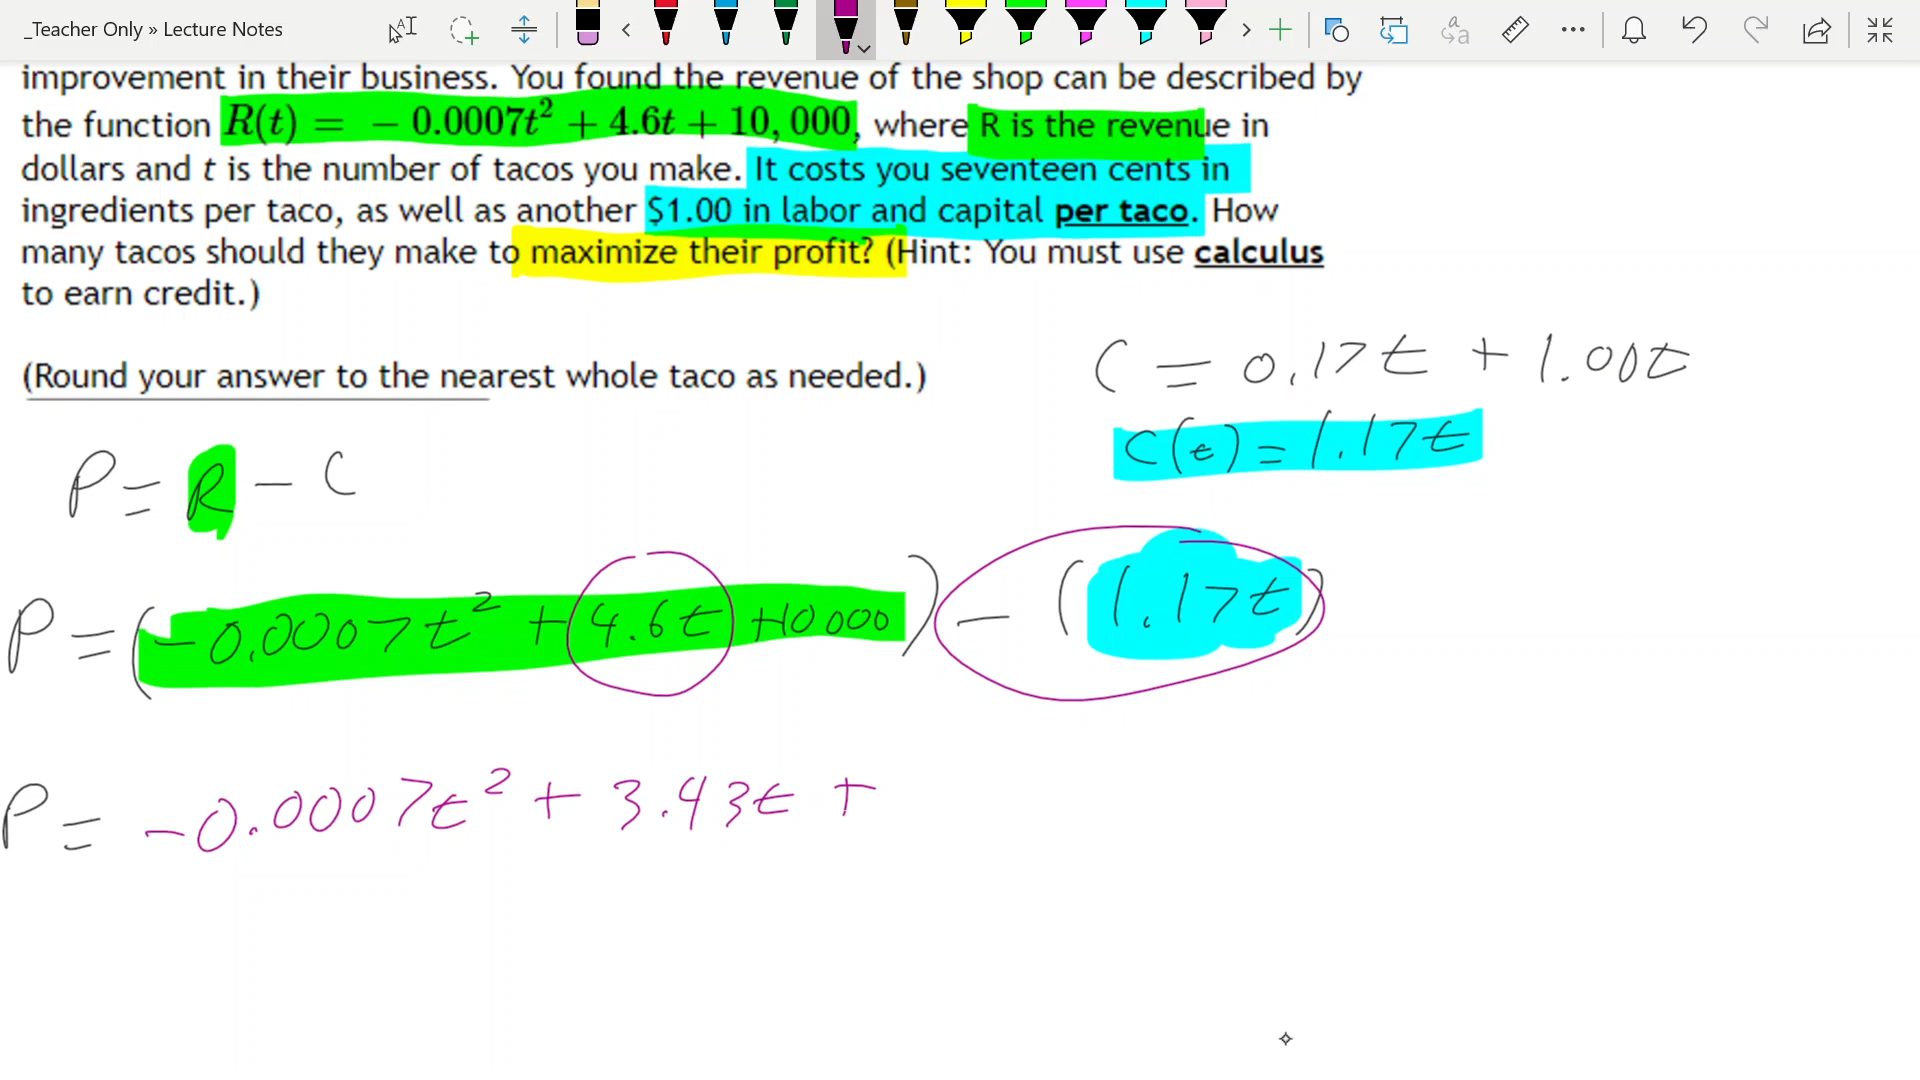 _Teacher Only » Lecture Notes
improvement in their business. You found the revenue of the shop can be described by
the function R(t) = − 0.0007t² + 4.6t + 10, 000, where R is the revenue in
dollars and t is the number of tacos you make. It costs you seventeen cents in
ingredients per taco, as well as another $1.00 in labor and capital per taco. How
many tacos should they make to maximize their profit? (Hint: You must use calculus
to earn credit.)
(Round your answer to the nearest whole taco as needed.)
C = 0.17t + 1.00t
C(t) = 1.17t
P = R - C
P = (-0.0007t² + 4.6t + 10000) - (1.17t)
P = -0.0007t² + 3.43t +